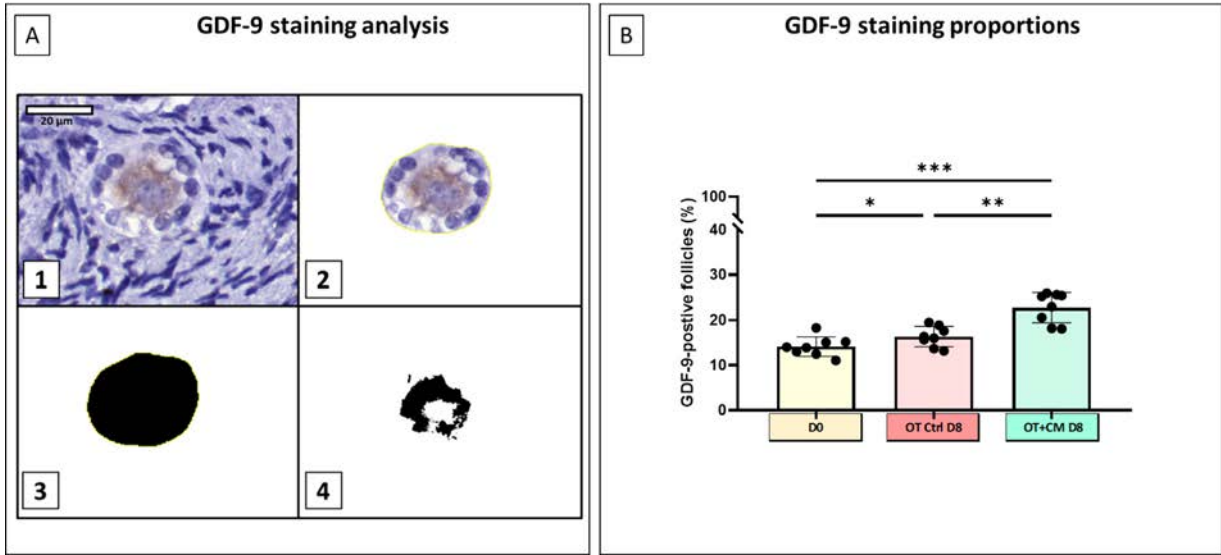 A
GDF-9 staining analysis
20 µm
1
2
3
4
B
GDF-9 staining proportions
GDF-9-postive follicles (%)
100
40
30
20
10
0
***
*
**
D0
OT Ctrl D8
OT+CM D8